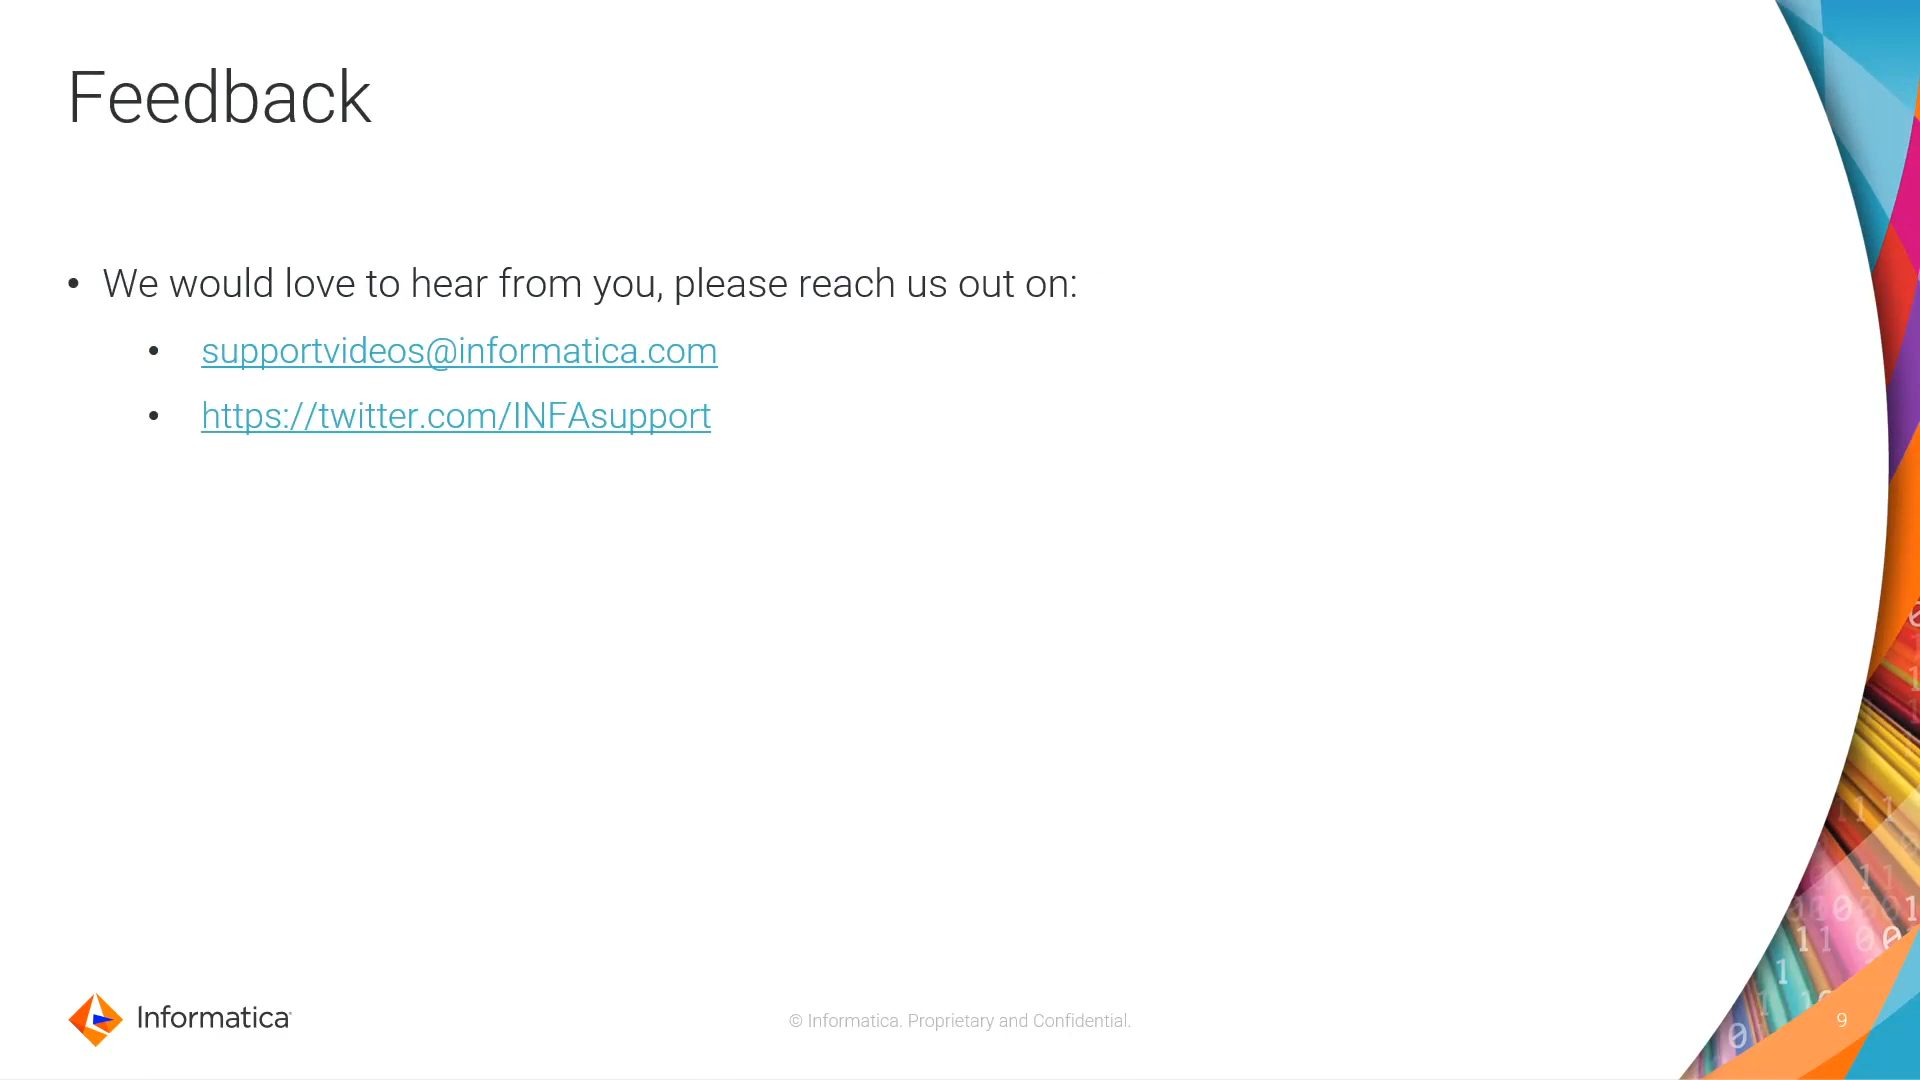 Feedback
• We would love to hear from you, please reach us out on:
• supportvideos@informatica.com
• https://twitter.com/INFAsupport
Informatica
© Informatica. Proprietary and Confidential.
9